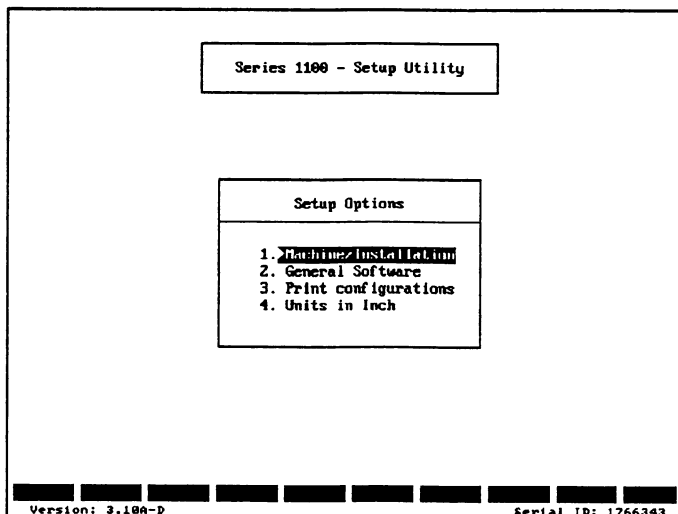 Series 1100 - Setup Utility
Setup Options
1. Machine/Installation
2. General Software
3. Print configurations
4. Units in Inch
Version: 3.10A-D
Serial ID: 1766343